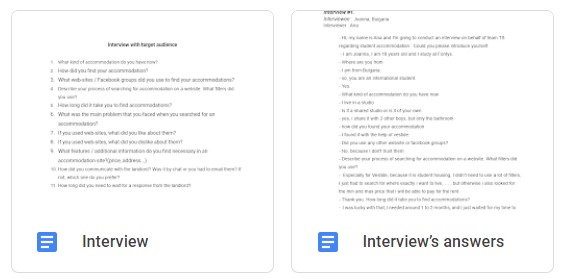 Interview with target audience
1. What kind of accommodation do you have now?
2. How did you find your accommodation?
3. What web-sites / Facebook groups did you use to find your accommodations?
4. Describe your process of searching for accommodation on a website. What filters did
you use?
5. How long did it take you to find accommodations?
6. What was the main problem that you faced when you searched for an
accommodation?
7. If you used web-sites, what did you like about them?
8. If you used web-sites, what did you dislike about them?
9. What features / additional information do you find necessary in an
accommodation-site?(price, address...)
10. How did you communicate with the landlord? Was it by chat or you had to email them? If
not, which one do you prefer?
11. How long did you need to wait for a response from the landlord?
Interview
Interview #1
Interviewee: Joanna, Bulgaria
Interviewer: Ana
- Hi, my name is Ana and I'm going to conduct an interview on behalf of team
regarding student accommodation. Could you please introduce yourself
- I am Joanna, I am 18 years old and I study at Fontys.
- Where are you from
- I am from Bulgaria
- so, you are an international student
- Yes
- What kind of accommodation do you have now
- I live in a studio
- Is it a shared studio or is it of your own
- yes, I share it with 2 other boys, but only the bathroom
- how did you found your accommodation
- I found it with the help of vestide
- Did you use any other website or facebook groups?
- No, because I don't trust them
- Describe your process of searching for accommodation on a website. What filters did
you use?
- Especially for Vestide, because it is student housing, I didn't need to use a lot of filters,
I just had to search for where exactly I want to live, ... but otherwise I also looked for
the min and max price that I will be able to pay for the rent.
- Thank you. How long did it take you to find accommodations?
- I was lucky with that, I needed around 1 to 2 months, and I just waited for my time to
Interview's answers